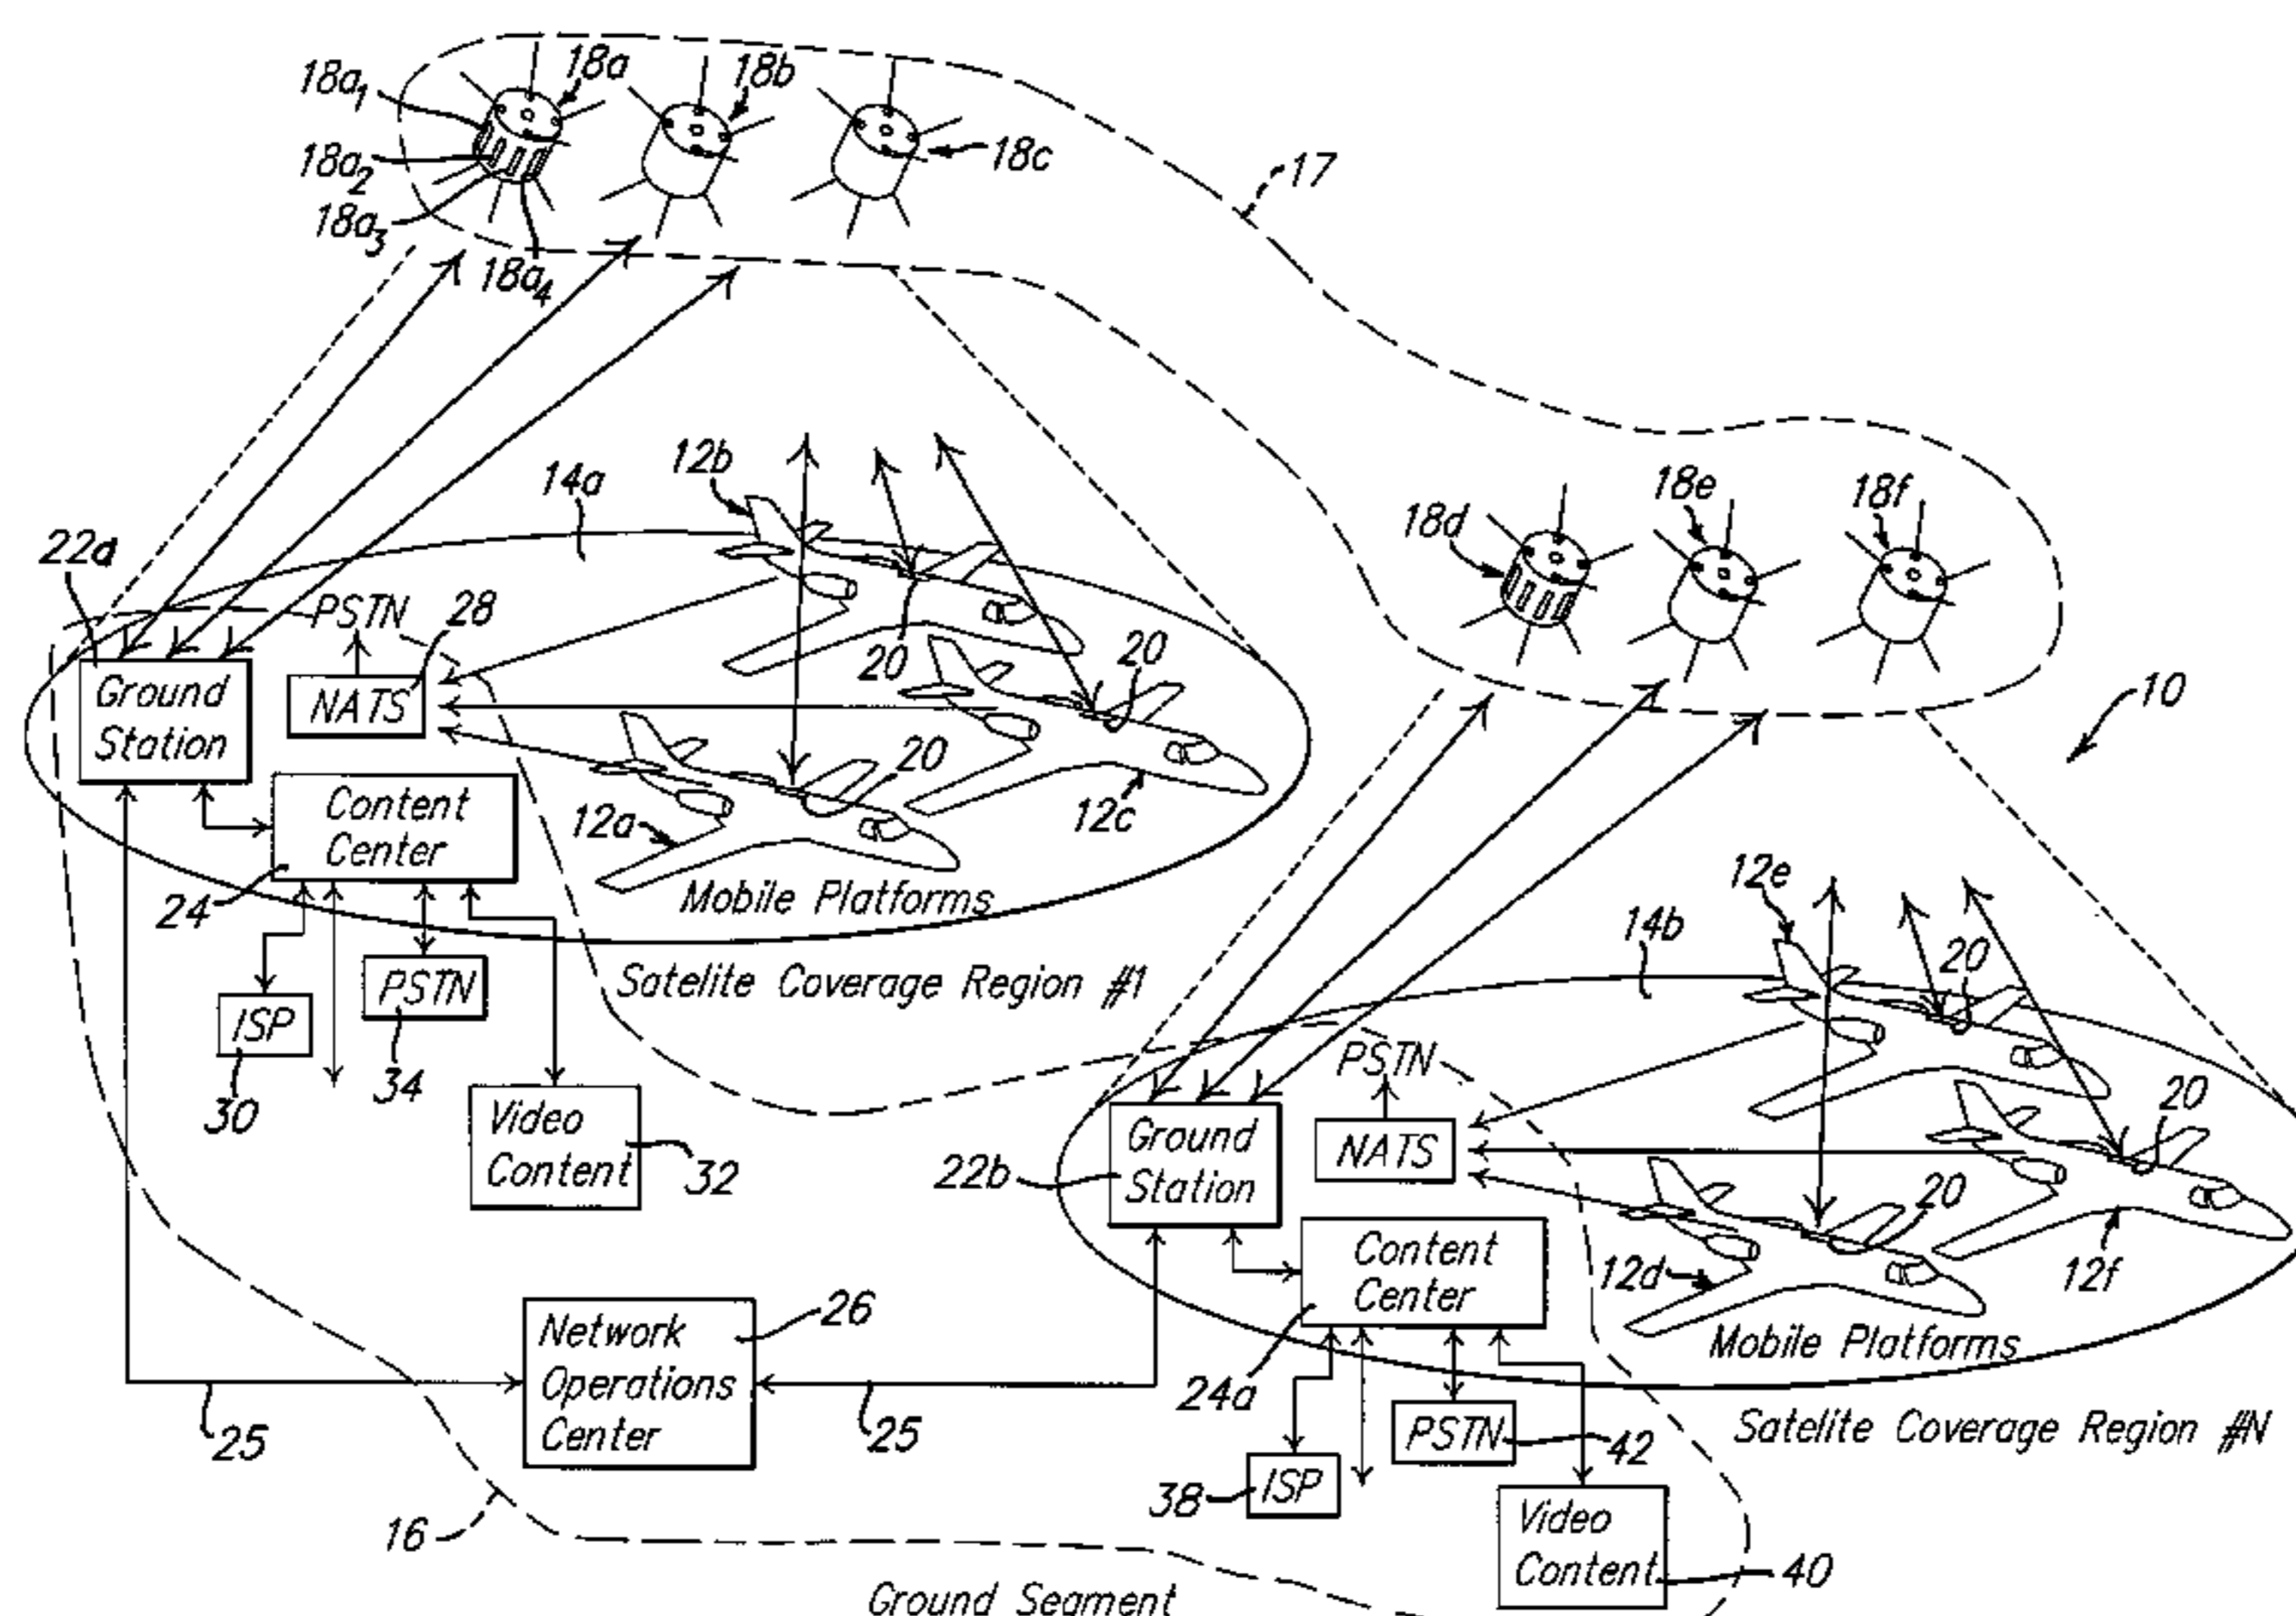 18a1
18a
18b
18a2
18c
18a3
18a4
17
12b
14a
22a
18d
18e
18f
PSTN
28
20
20
10
Ground
Station
NATS
20
Content
Center
12a
12c
24
Mobile Platforms
12e
14b
20
Satelite Coverage Region #1
ISP
PSTN
30
34
PSTN
20
Video
Content
32
22b
Ground
Station
NATS
20
Content
Center
12d
12f
26
Network
Operations
Center
Mobile Platforms
24a
25
25
PSTN
42
Satelite Coverage Region #N
38
ISP
16
Video
Content
40
Ground Segment